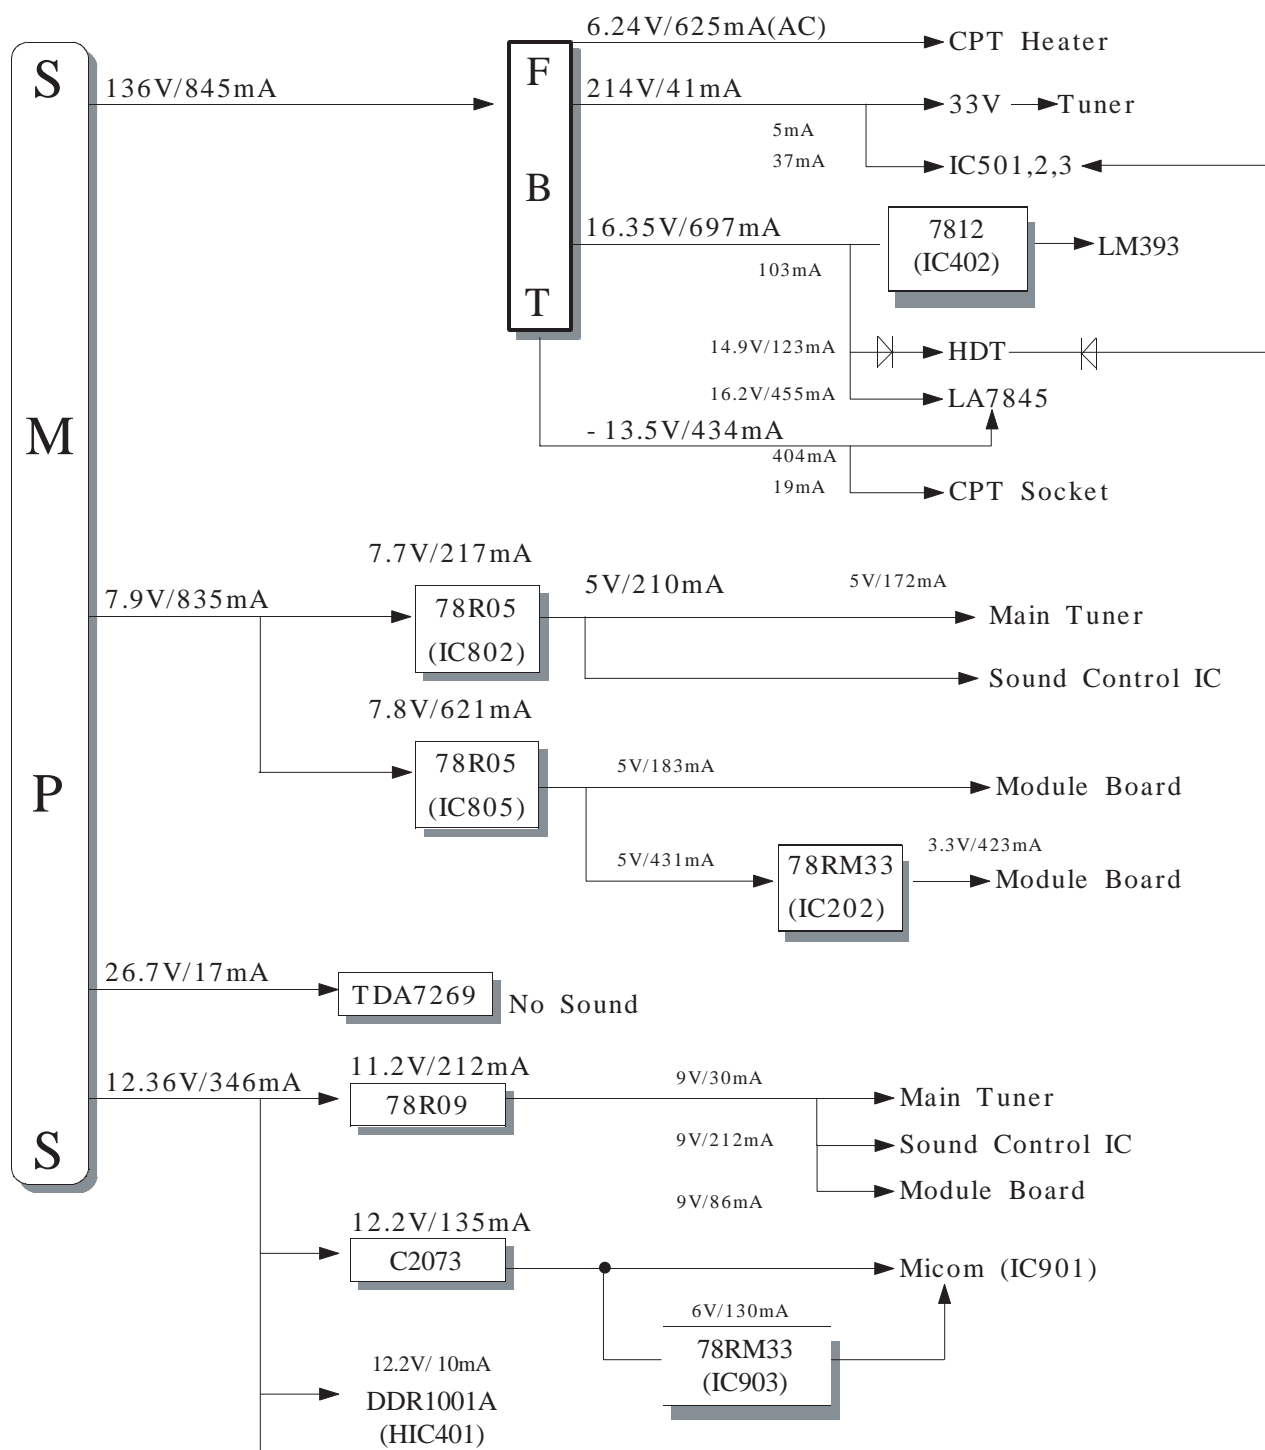 6.24V/625mA(AC)
CPT Heater
S
F
136V/845mA
214V/41mA
33V
Tuner
5mA
37mA
IC501,2,3
B
16.35V/697mA
7812
(IC402)
LM393
103mA
T
14.9V/123mA
HDT
16.2V/455mA
LA7845
M
- 13.5V/434mA
404mA
19mA
CPT Socket
7.7V/217mA
7.9V/835mA
78R05
(IC802)
5V/210mA
5V/172mA
Main Tuner
Sound Control IC
7.8V/621mA
78R05
(IC805)
5V/183mA
Module Board
P
5V/431mA
78RM33
(IC202)
3.3V/423mA
Module Board
26.7V/17mA
TDA7269
No Sound
12.36V/346mA
11.2V/212mA
78R09
9V/30mA
Main Tuner
S
9V/212mA
Sound Control IC
9V/86mA
Module Board
12.2V/135mA
C2073
Micom (IC901)
6V/130mA
78RM33
(IC903)
12.2V/ 10mA
DDR1001A
(HIC401)